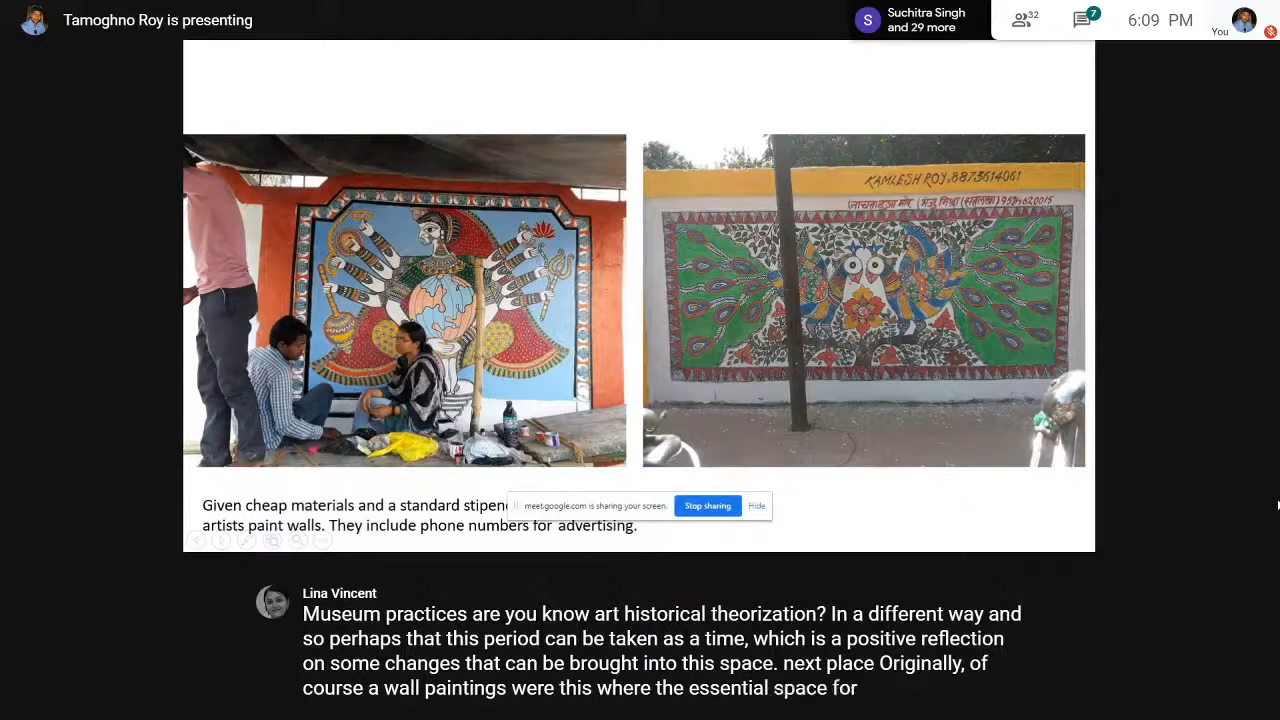 Tamoghno Roy is presenting
S
Suchitra Singh
and 29 more
32
7
6:09 PM
You
KAMLESH ROY,8873614061
Given cheap materials and a standard stipen
meet.google.com is sharing your screen.
Stop sharing
Hide
artists paint walls. They include phone numbers for advertising.
Lina Vincent
Museum practices are you know art historical theorization? In a different way and
so perhaps that this period can be taken as a time, which is a positive reflection
on some changes that can be brought into this space. next place Originally, of
course a wall paintings were this where the essential space for